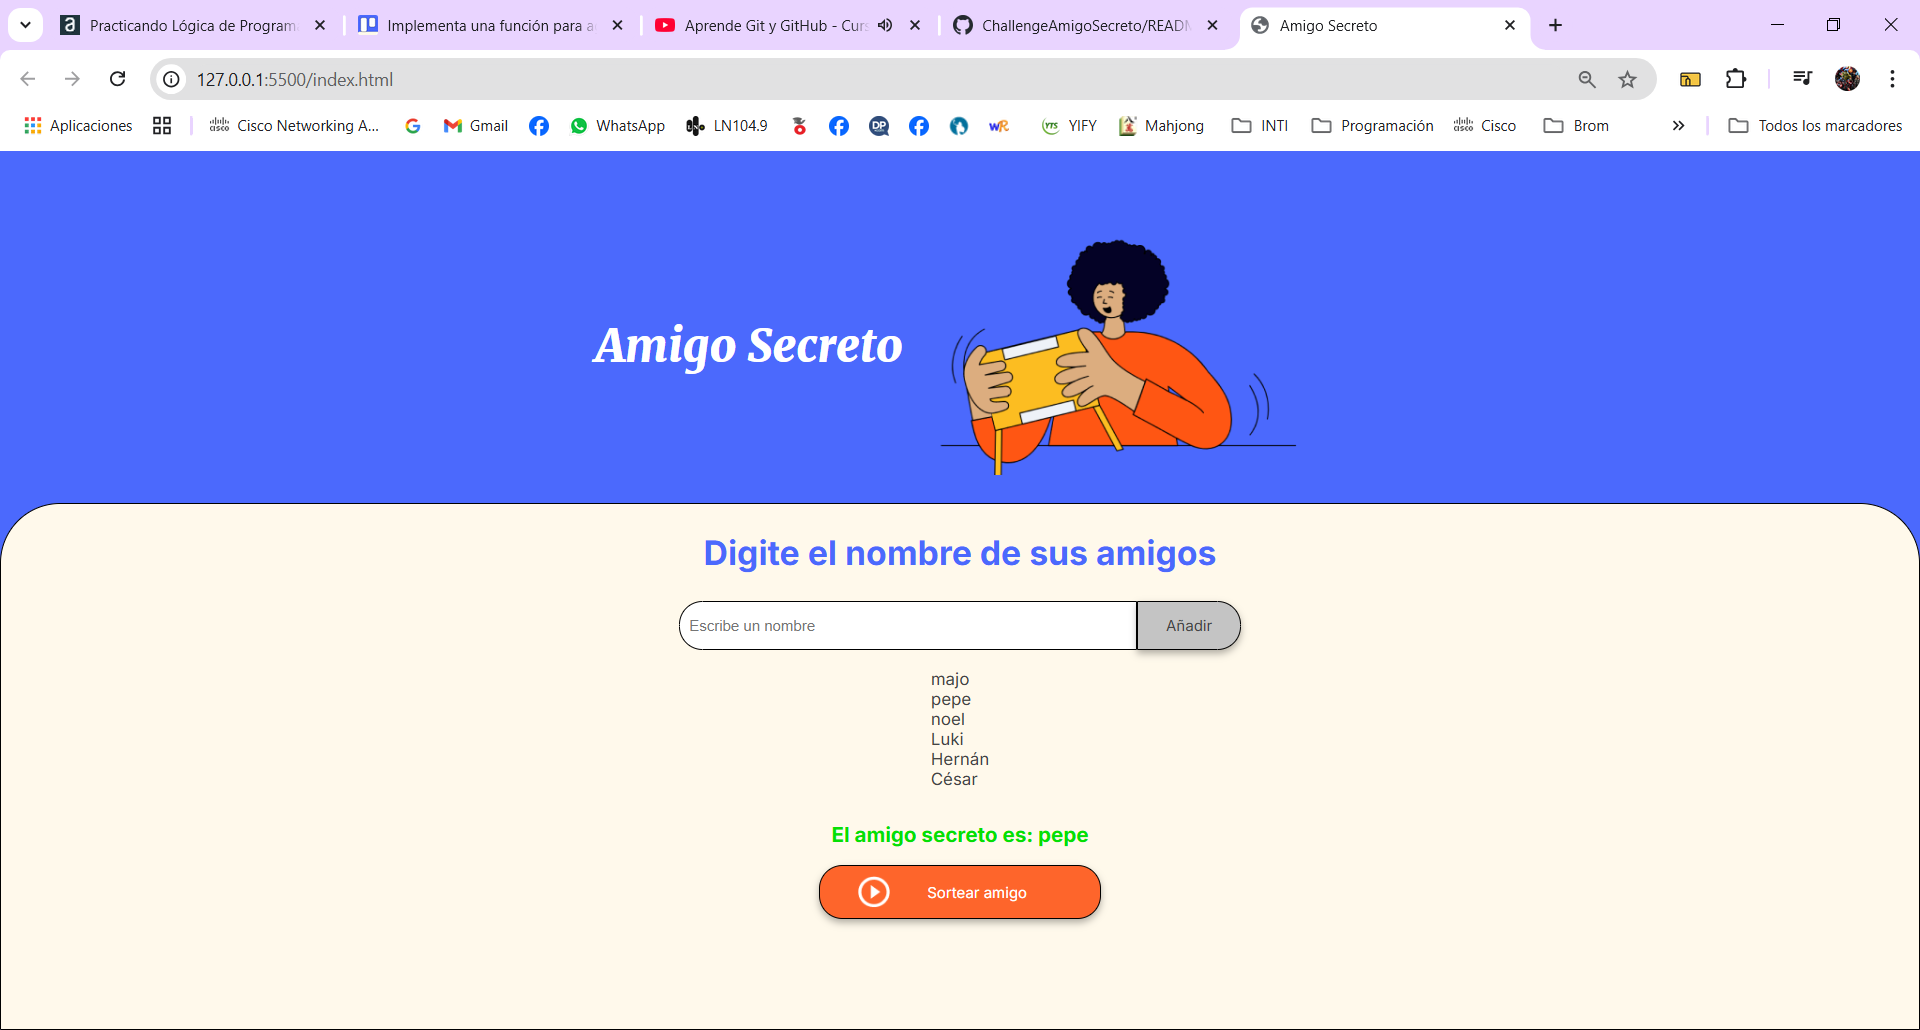 Practicando Lógica de Program
Implementa una función para a
Aprende Git y GitHub - Curs
ChallengeAmigoSecreto/READM
Amigo Secreto
127.0.0.1:5500/index.html
Aplicaciones
Cisco Networking A...
Gmail
WhatsApp
LN104.9
YIFY
Mahjong
INTI
Programación
Cisco
Brom
Todos los marcadores
Amigo Secreto
Digite el nombre de sus amigos
Escribe un nombre
Añadir
majo
pepe
noel
Luki
Hernán
César
El amigo secreto es: pepe
Sortear amigo